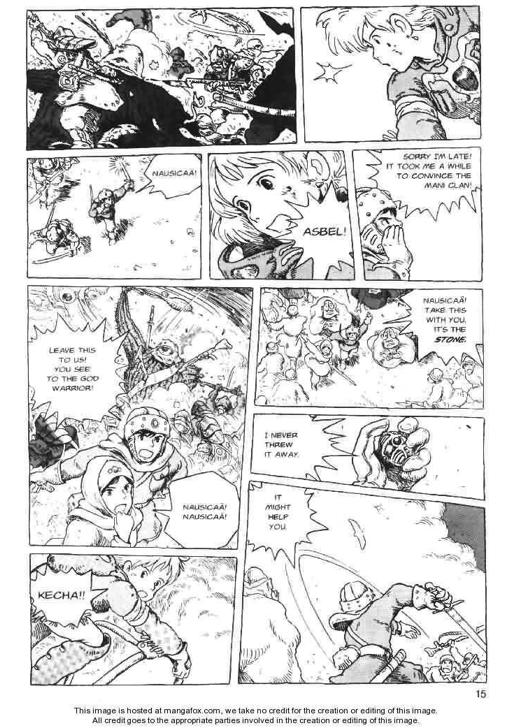 NAUSICAÄ!
ASBEL!
SORRY I'M LATE!
IT TOOK ME A WHILE
TO CONVINCE THE
MANI CLAN!
LEAVE THIS
TO US!
YOU SEE
TO THE GOD
WARRIOR!
NAUSICAÄ!
NAUSICAÄ!
NAUSICAÄ!
TAKE THIS
WITH YOU.
IT'S THE
STONE.
I NEVER
THREW
IT AWAY.
KECHA!!
IT
MIGHT
HELP
YOU.
15
This image is hosted at mangafox.com, we take no credit for the creation or editing of this image.
All credit goes to the appropriate parties involved in the creation or editing of this image.